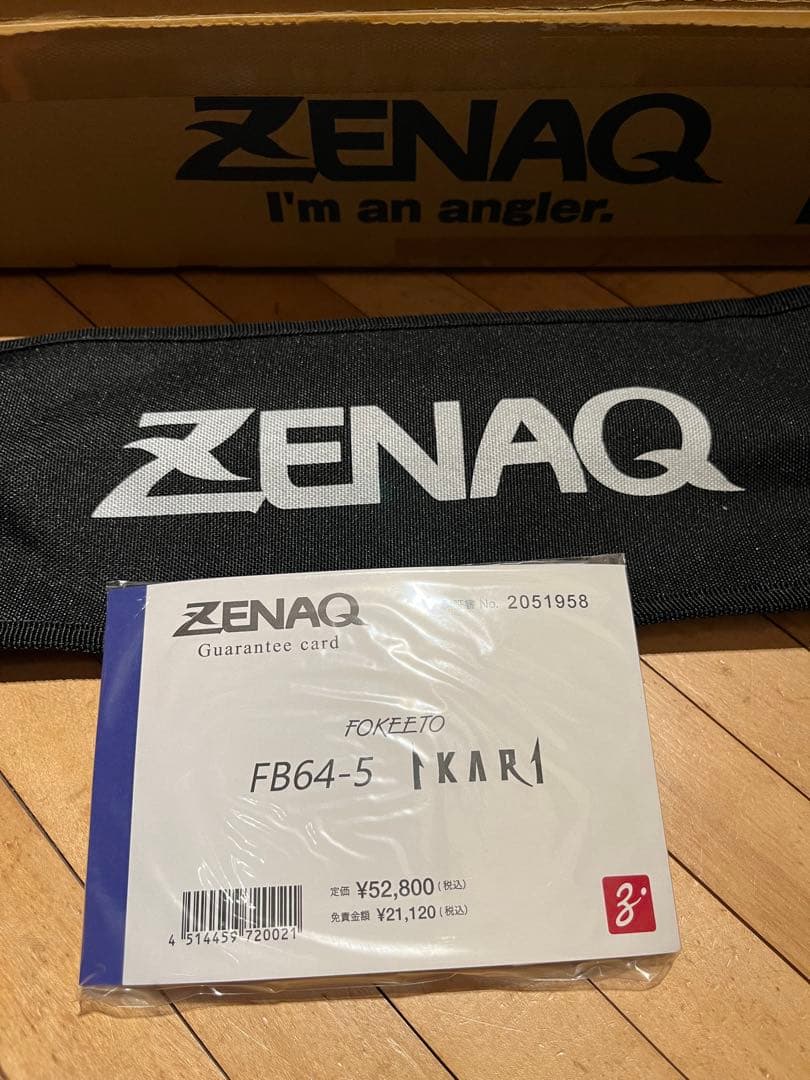 ZENAQ
I'm an angler.
ZENAQ
ZENAQ
Guarantee card
No. 2051958
FOKEETO
FB64-5 IKARI
定価 ¥52,800(税込)
免責金額 ¥21,120(税込)
4 514459 720021